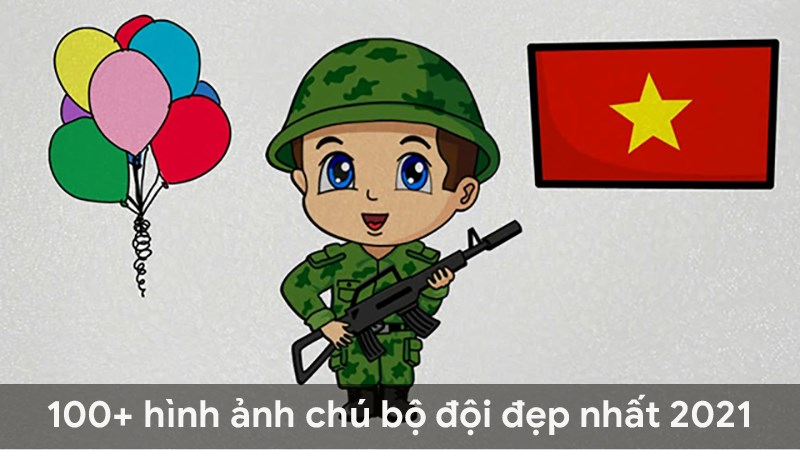 100+ hình ảnh chú bộ đội đẹp nhất 2021